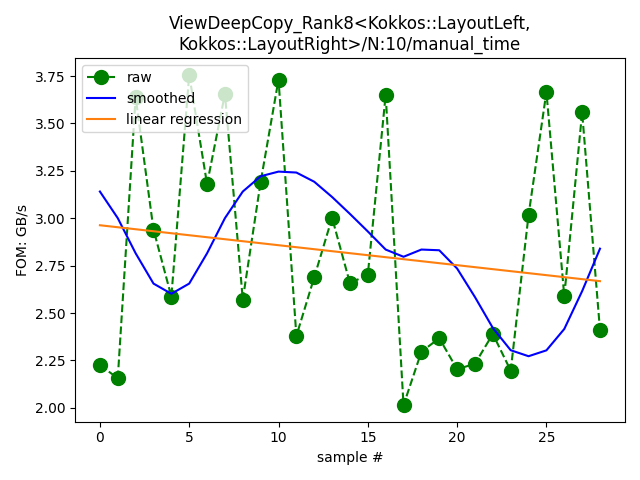 ViewDeepCopy_Rank8<Kokkos::LayoutLeft,
Kokkos::LayoutRight>/N:10/manual_time
raw
smoothed
linear regression
FOM: GB/s
3.75
3.50
3.25
3.00
2.75
2.50
2.25
2.00
0
5
10
15
20
25
sample #